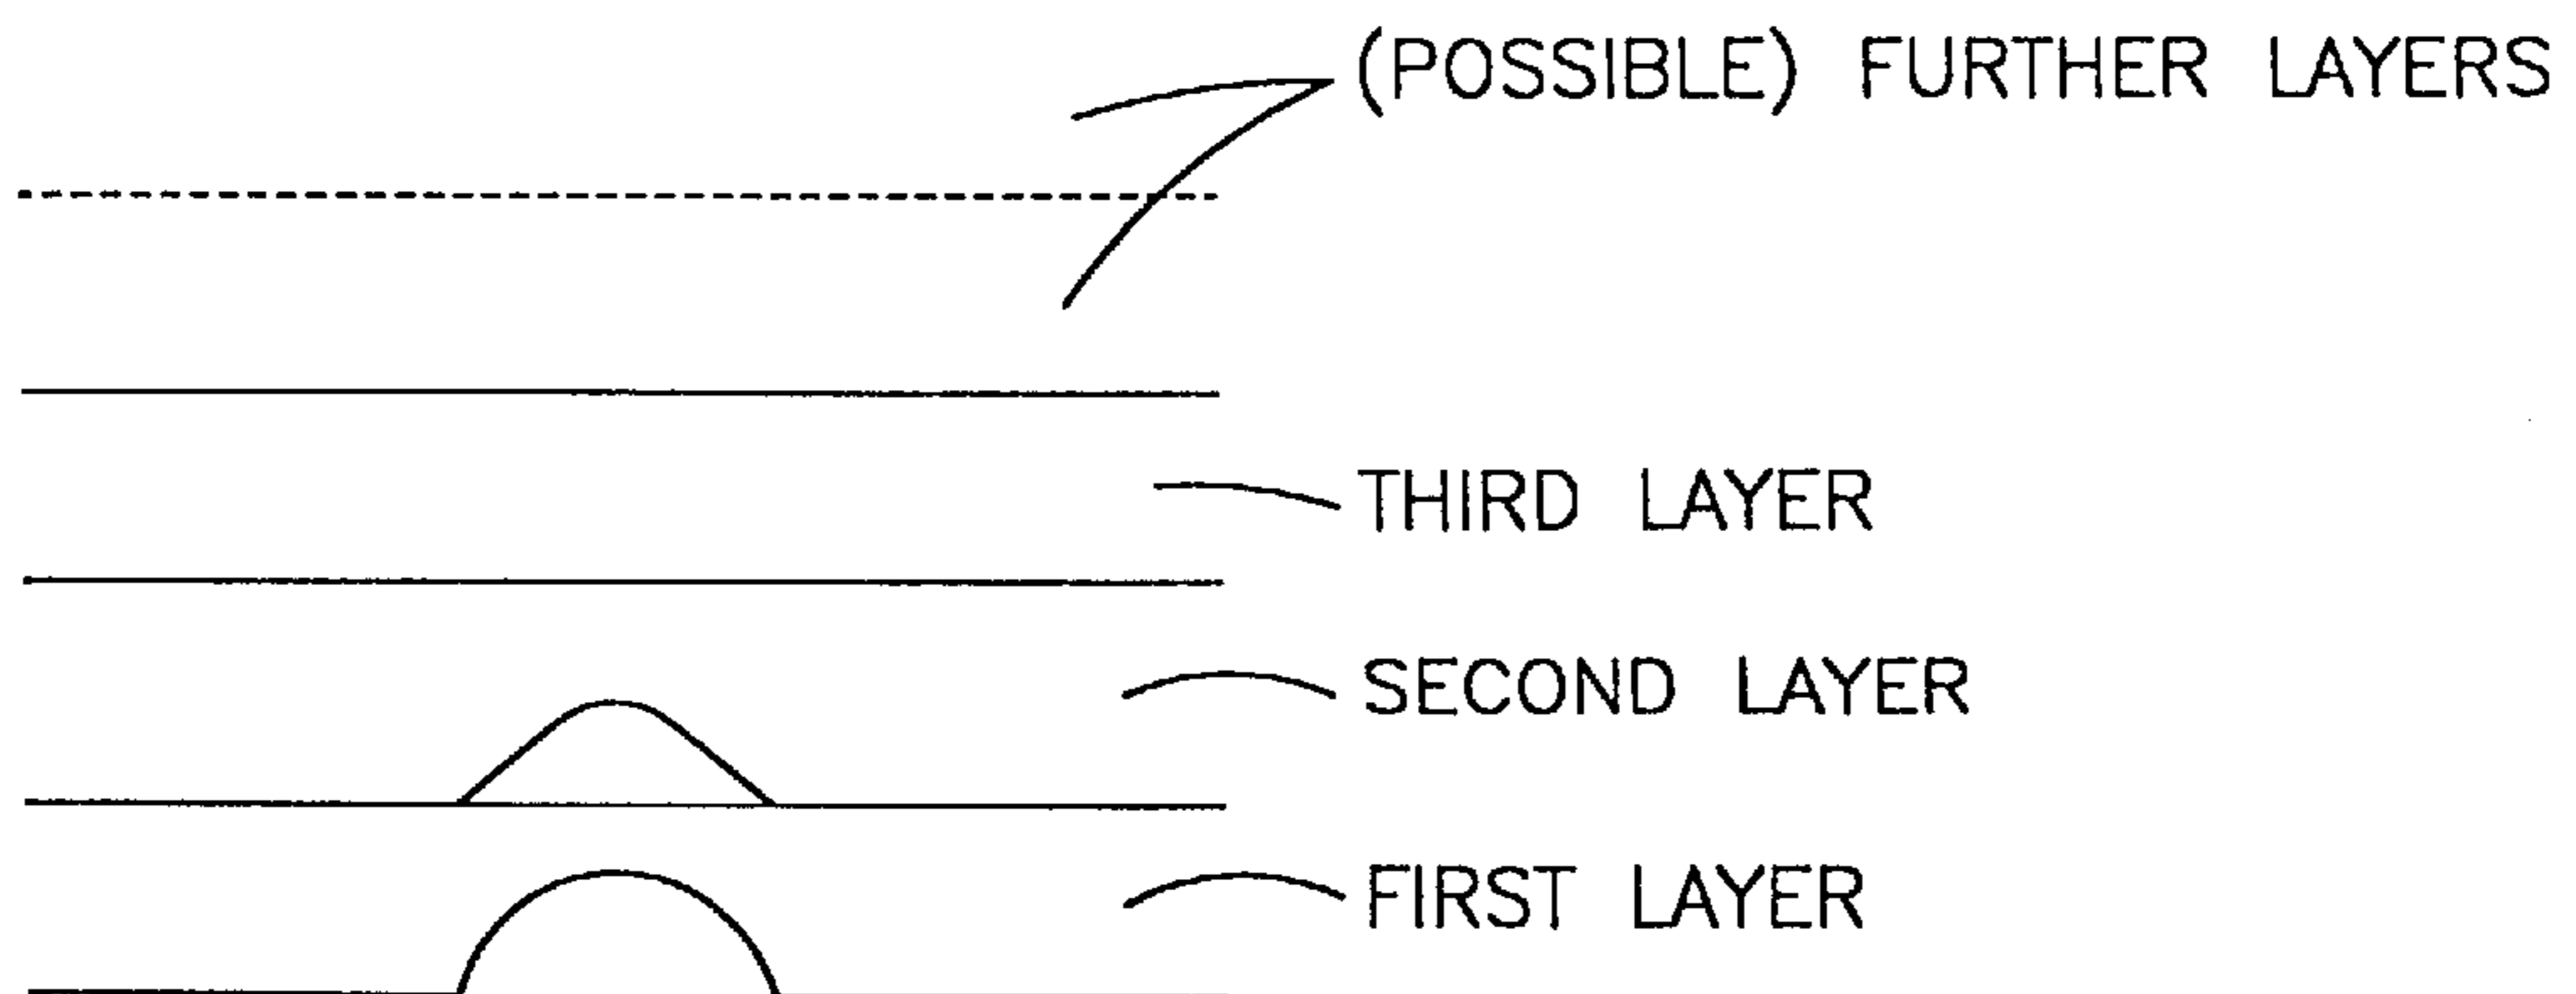 (POSSIBLE) FURTHER LAYERS
THIRD LAYER
SECOND LAYER
FIRST LAYER